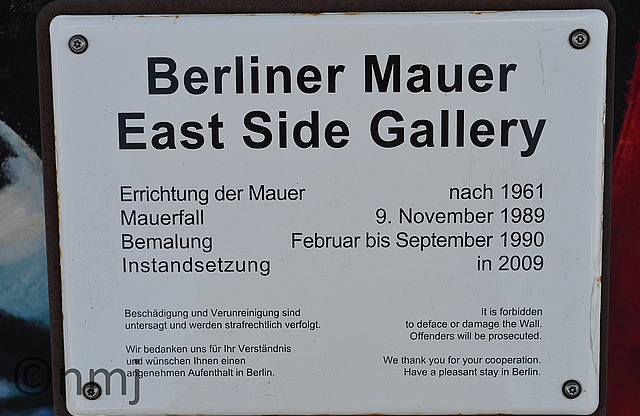 Berliner Mauer
East Side Gallery
Errichtung der Mauer nach 1961
Mauerfall 9. November 1989
Bemalung Februar bis September 1990
Instandsetzung in 2009
Beschädigung und Verunreinigung sind
untersagt und werden strafrechtlich verfolgt.
Wir bedanken uns für Ihr Verständnis
und wünschen Ihnen einen
angenehmen Aufenthalt in Berlin.
It is forbidden
to deface or damage the Wall.
Offenders will be prosecuted.
We thank you for your cooperation.
Have a pleasant stay in Berlin.
©nmj